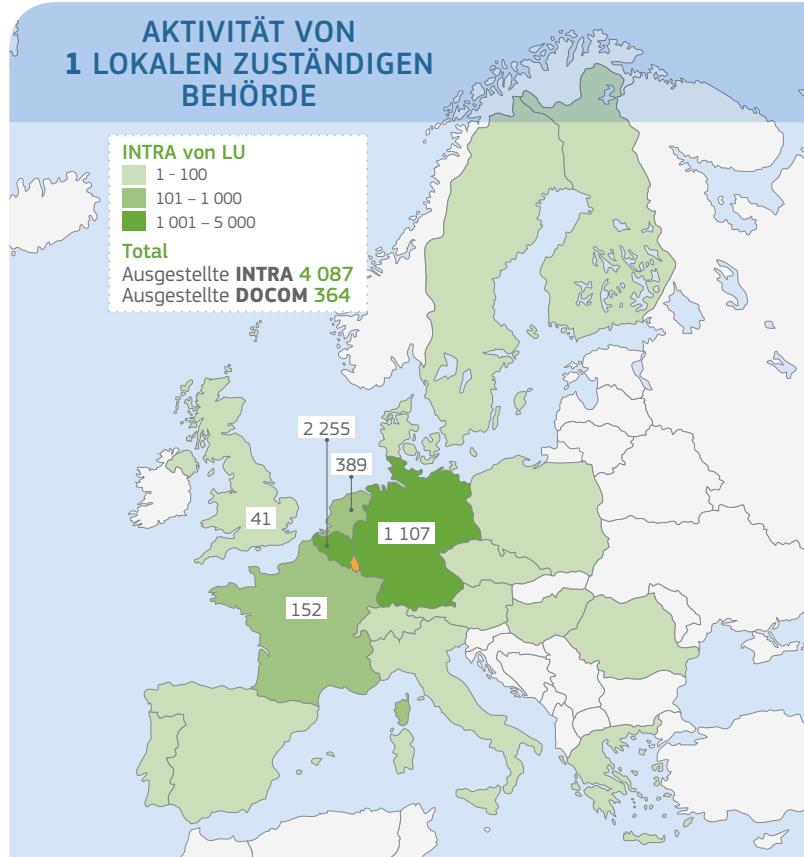 AKTIVITÄT VON
1 LOKALEN ZUSTÄNDIGEN
BEHÖRDE
INTRA von LU
1 - 100
101 – 1 000
1 001 – 5 000
Total
Ausgestellte INTRA 4 087
Ausgestellte DOCOM 364
2 255
389
41
1 107
152